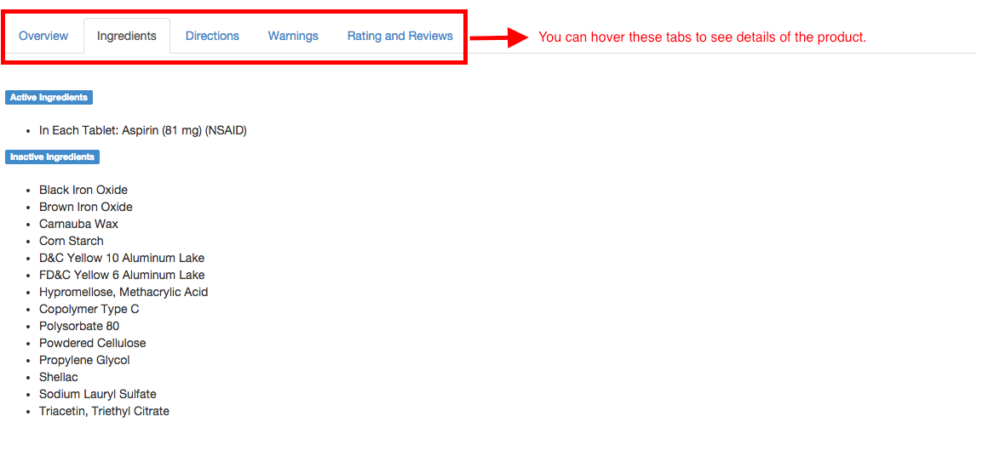 Overview Ingredients Directions Warnings Rating and Reviews You can hover these tabs to see details of the product.
Active Ingredients
In Each Tablet: Aspirin (81 mg) (NSAID)
Inactive Ingredients
Black Iron Oxide
Brown Iron Oxide
Carnauba Wax
Corn Starch
D&C Yellow 10 Aluminum Lake
FD&C Yellow 6 Aluminum Lake
Hypromellose, Methacrylic Acid
Copolymer Type C
Polysorbate 80
Powdered Cellulose
Propylene Glycol
Shellac
Sodium Lauryl Sulfate
Triacetin, Triethyl Citrate